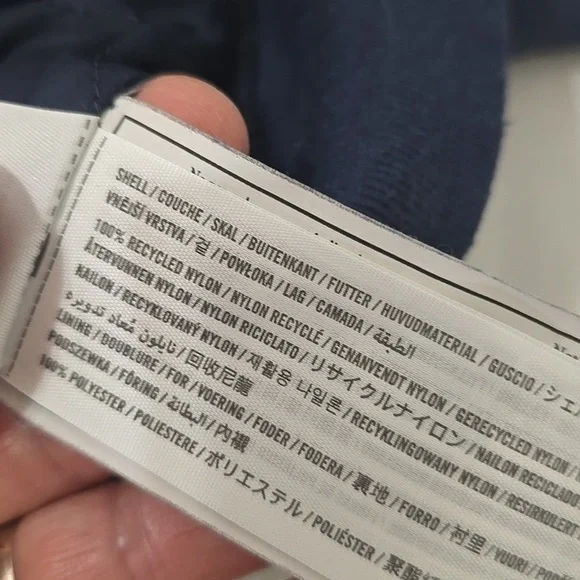 SHELL / COUCHE / SKAL / BUITENKANT / FUTTER / HUVUDMATERIAL / GUSCIO / シェ
VNĚJŠÍ VRSTVA / 겉 / POWŁOKA / LAG / CAMADA / الطبقة
100% RECYCLED NYLON / NYLON RECYCLÉ / GENANVENDT NYLON / GERECYCLED NYLON /
ÅTERVUNNEN NYLON / NYLON RICICLATO / リサイクルナイロン / NAILON RECICLADO
NAILON / RECYKLOVANÝ NYLON / 재활용 나일론 / RECYKLINGOWANY NYLON / RESIRKULERT
نايلون مُعاد تدويره / 回收尼龍
LINING / DOUBLURE / FOR / VOERING / FODER / FODERA / 裏地 / FORRO / 衬里 / VUORI /
PODSZEWKA / FÔRING / البطانة / 內襯
100% POLYESTER / POLIESTERE / ポリエステル / POLIÉSTER / 聚酯